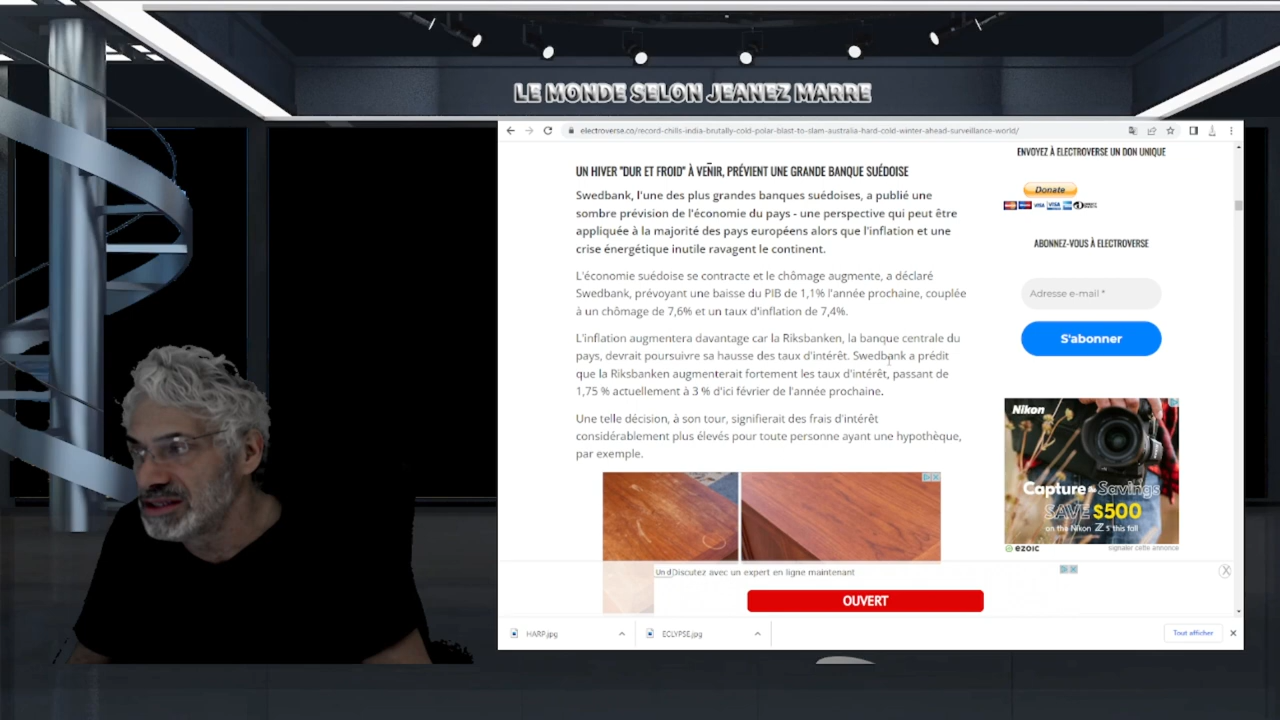 LE MONDE SELON JEANEZ MARRE
electroverse.co/record-chills-india-brutally-cold-polar-blast-to-slam-australia-hard-cold-winter-ahead-surveillance-world/
UN HIVER "DUR ET FROID" À VENIR, PRÉVIENT UNE GRANDE BANQUE SUÉDOISE
Swedbank, l'une des plus grandes banques suédoises, a publié une
sombre prévision de l'économie du pays - une perspective qui peut être
appliquée à la majorité des pays européens alors que l'inflation et une
crise énergétique inutile ravagent le continent.
L'économie suédoise se contracte et le chômage augmente, a déclaré
Swedbank, prévoyant une baisse du PIB de 1,1% l'année prochaine, couplée
à un chômage de 7,6% et un taux d'inflation de 7,4%.
L'inflation augmentera davantage car la Riksbanken, la banque centrale du
pays, devrait poursuivre sa hausse des taux d'intérêt. Swedbank a prédit
que la Riksbanken augmenterait fortement les taux d'intérêt, passant de
1,75 % actuellement à 3 % d'ici février de l'année prochaine.
Une telle décision, à son tour, signifierait des frais d'intérêt
considérablement plus élevés pour toute personne ayant une hypothèque,
par exemple.
Un d Discutez avec un expert en ligne maintenant
OUVERT
ENVOYEZ À ELECTROVERSE UN DON UNIQUE
Donate
VISA
ABONNEZ-VOUS À ELECTROVERSE
Adresse e-mail *
S'abonner
Nikon
Capture Savings
SAVE $500
on the Nikon Z 5 this fall
ezoic
signaler cette annonce
HARP.jpg
ECLYPSE.jpg
Tout afficher